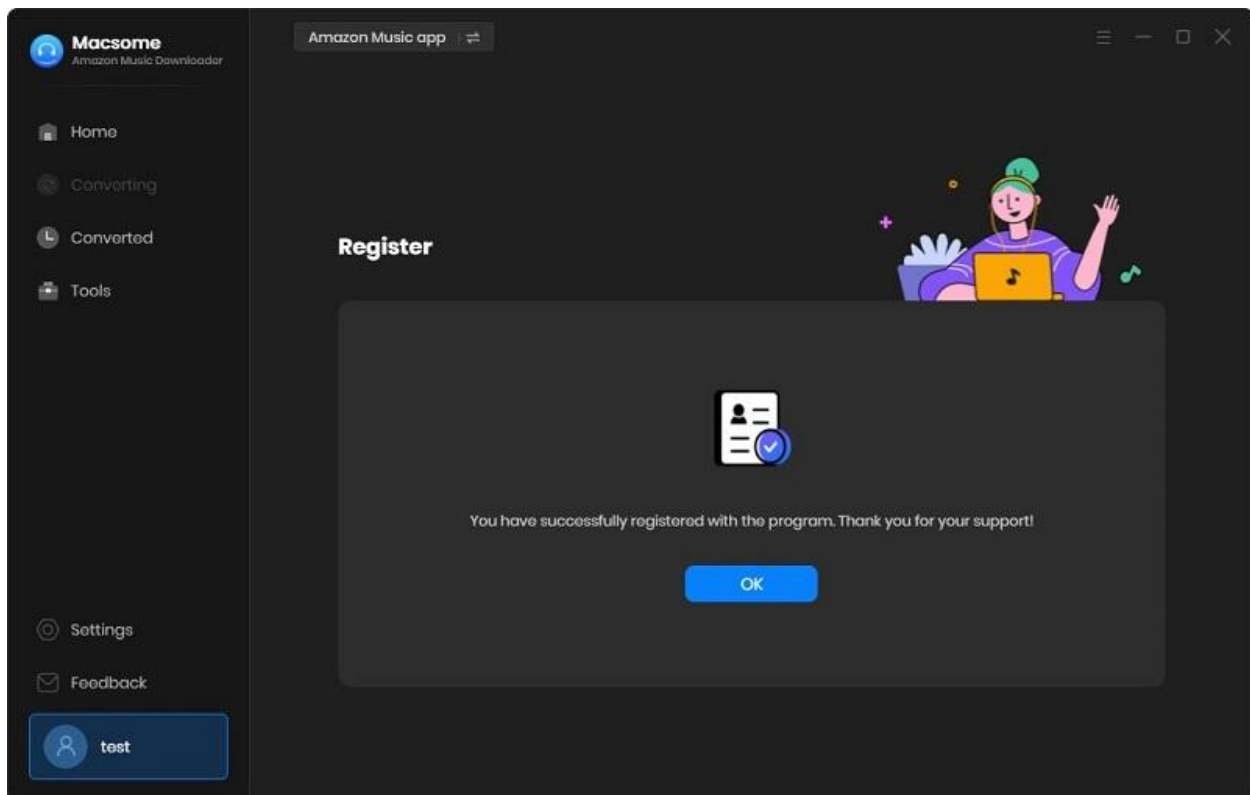 Macsome
Amazon Music Downloader
Amazon Music app
Home
Converting
Converted
Tools
Register
You have successfully registered with the program. Thank you for your support!
OK
Settings
Feedback
test